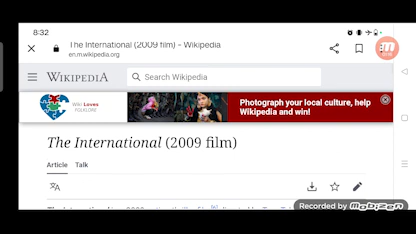 8:32
The International (2009 film) – Wikipedia
en.m.wikipedia.org
WIKIPEDIA
Search Wikipedia
Wiki Loves
FOLKLORE
Photograph your local culture, help
Wikipedia and win!
The International (2009 film)
Article Talk
Recorded by MOBIZEN